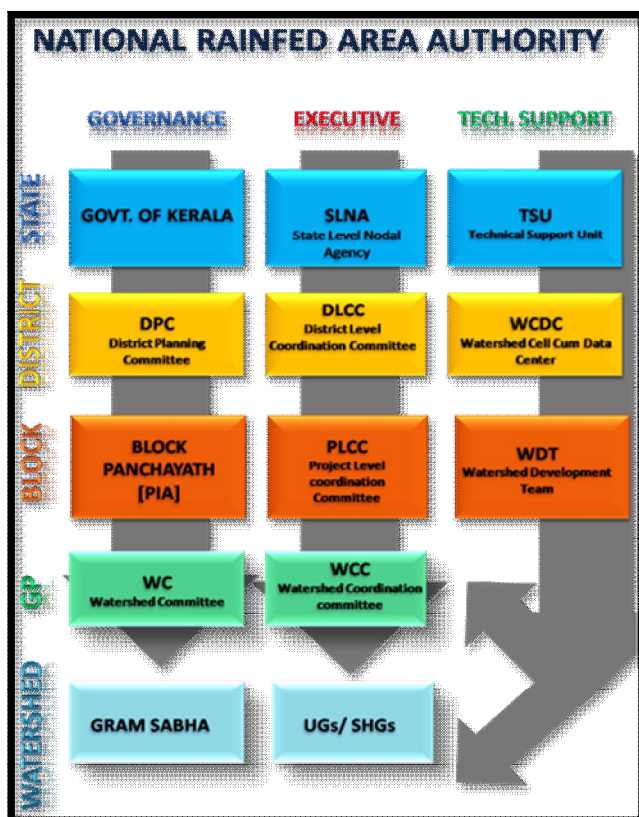 NATIONAL RAINFED AREA AUTHORITY
GOVERNANCE
EXECUTIVE
TECH. SUPPORT
STATE
GOVT. OF KERALA
SLNA
State Level Nodal
Agency
TSU
Technical Support Unit
DISTRICT
DPC
District Planning
Committee
DLCC
District Level
Coordination Committee
WCDC
Watershed Cell Cum Data
Center
BLOCK
BLOCK
PANCHAYATH
[PIA]
PLCC
Project Level
coordination
Committee
WDT
Watershed Development
Team
GP
WC
Watershed Committee
WCC
Watershed Coordination
committee
WATERSHED
GRAM SABHA
UGs/ SHGs